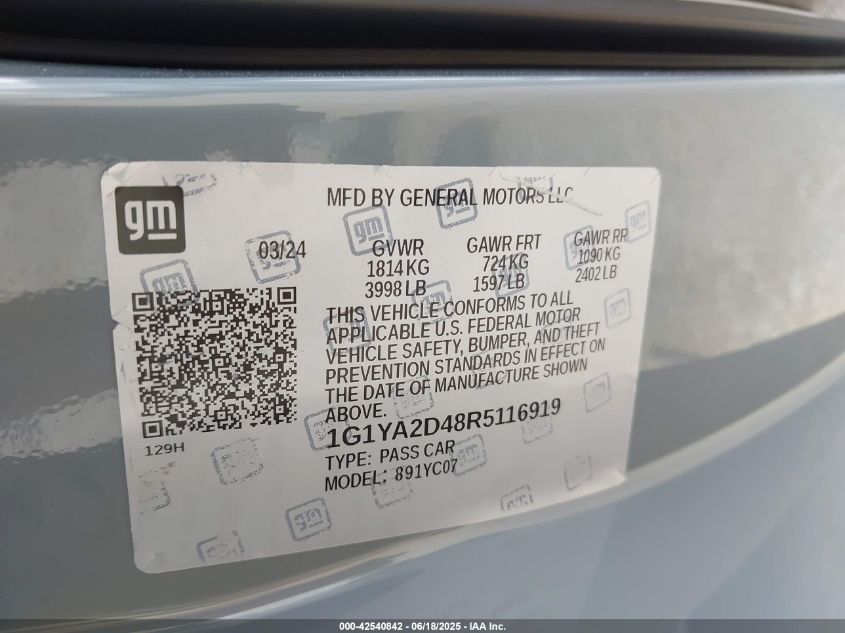 gm
MFD BY GENERAL MOTORS LLC
03/24
GVWR
1814 KG
3998 LB
GAWR FRT
724 KG
1597 LB
GAWR RR
1090 KG
2402 LB
THIS VEHICLE CONFORMS TO ALL
APPLICABLE U.S. FEDERAL MOTOR
VEHICLE SAFETY, BUMPER, AND THEFT
PREVENTION STANDARDS IN EFFECT ON
THE DATE OF MANUFACTURE SHOWN
ABOVE.
129H
1G1YA2D48R5116919
TYPE: PASS CAR
MODEL: 891YC07
000-42540842 / 06/18/2025 - IAA Inc.